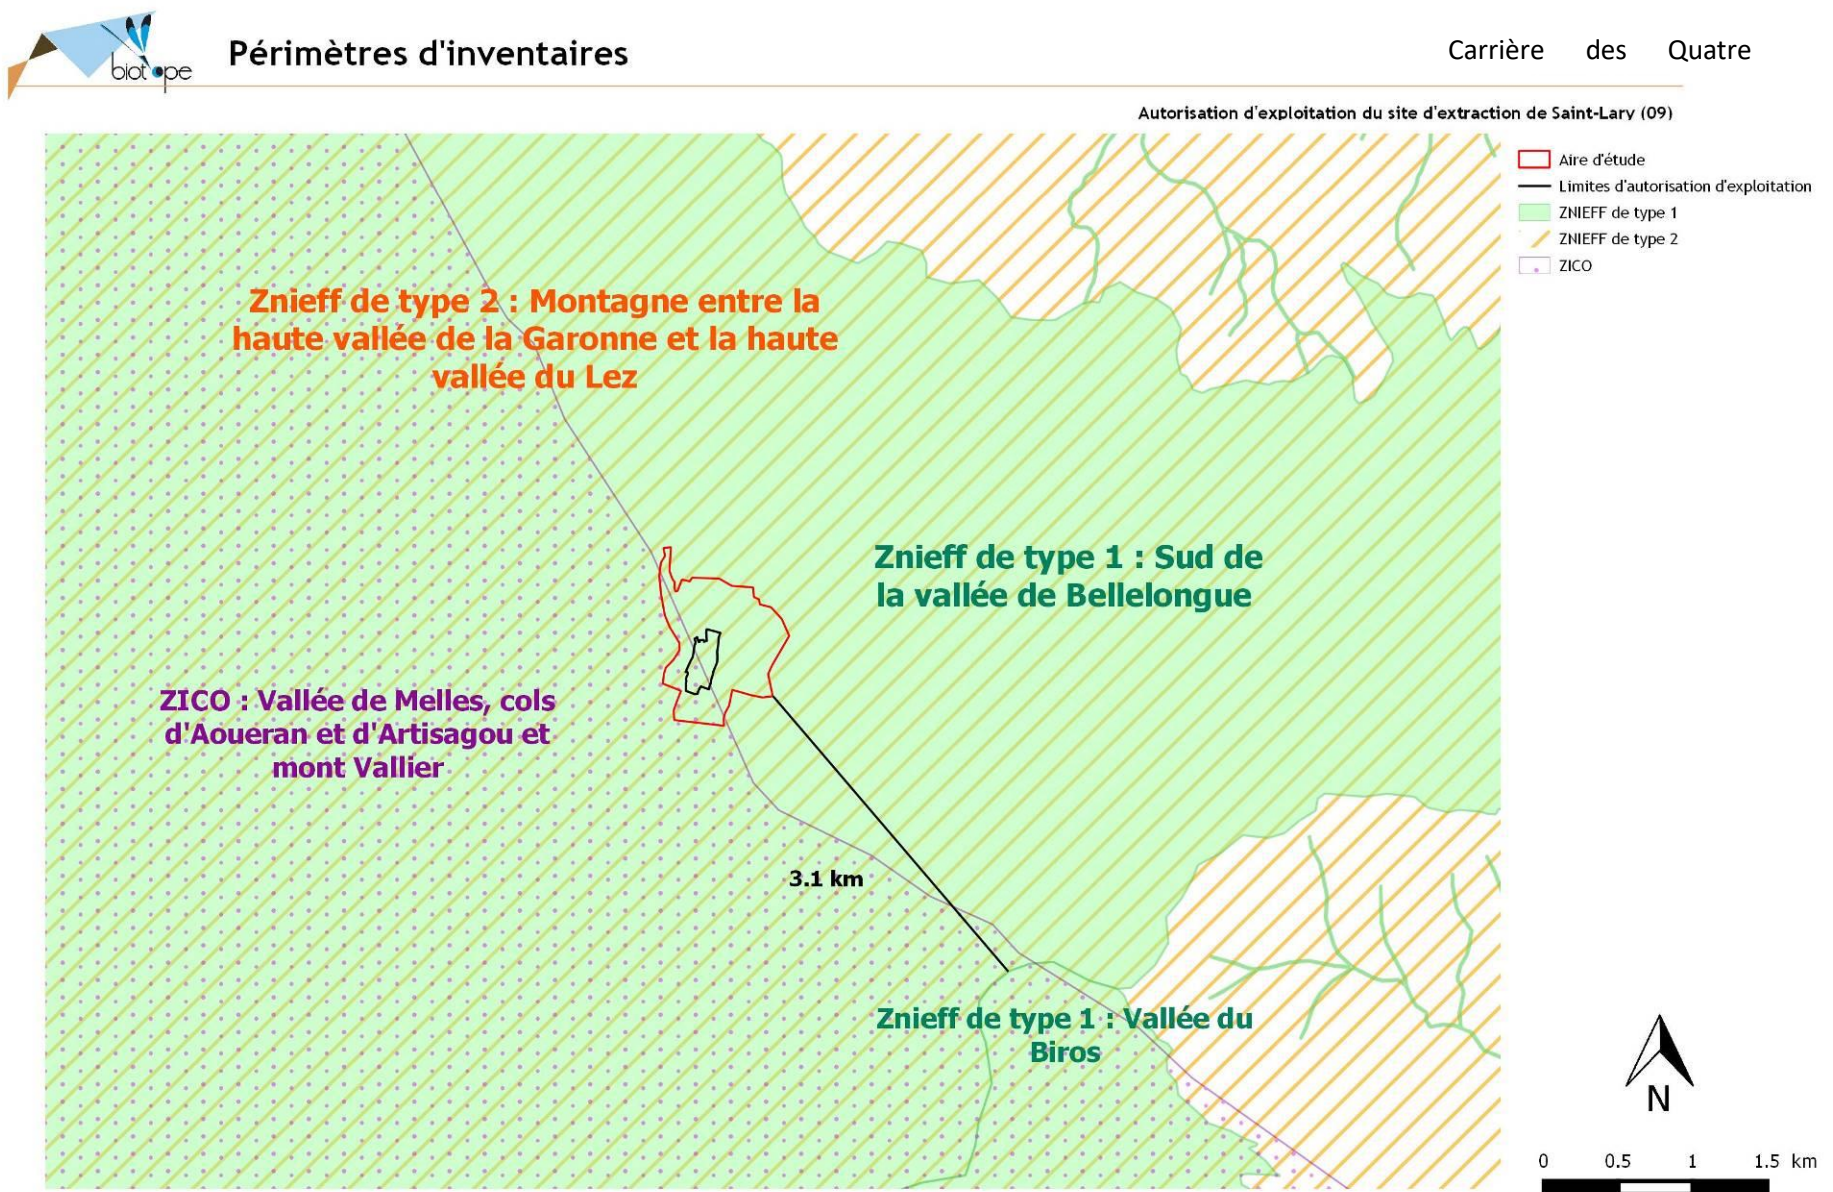 biotope
Périmètres d'inventaires
Carrière des Quatre
Autorisation d'exploitation du site d'extraction de Saint-Lary (09)
Aire d'étude
Limites d'autorisation d'exploitation
ZNIEFF de type 1
ZNIEFF de type 2
ZICO
Znieff de type 2 : Montagne entre la
haute vallée de la Garonne et la haute
vallée du Lez
Znieff de type 1 : Sud de
la vallée de Bellelongue
ZICO : Vallée de Melles, cols
d'Aoueran et d'Artisagou et
mont Vallier
3.1 km
Znieff de type 1 : Vallée du
Biros
N
0 0.5 1 1.5 km